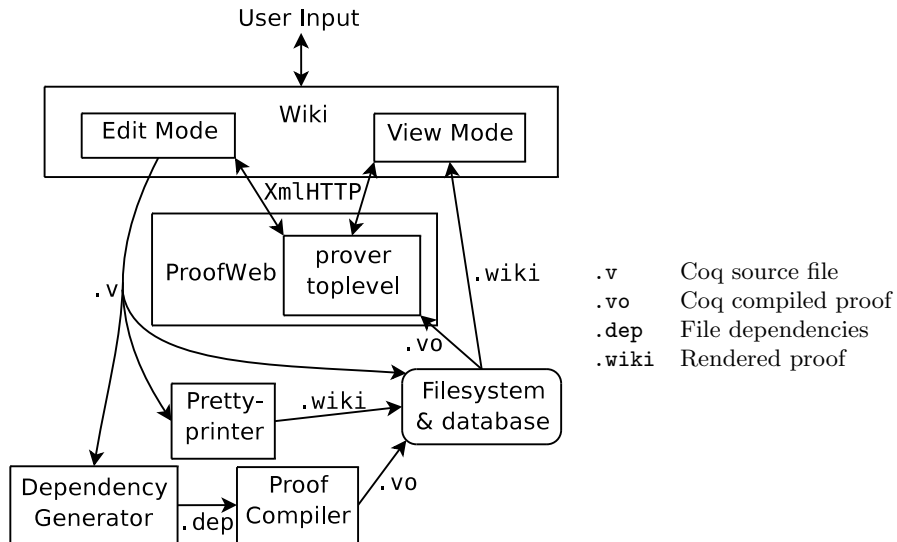 User Input
Wiki
Edit Mode
View Mode
XmlHTTP
ProofWeb
prover
toplevel
.wiki
.v
.vo
.v Coq source file
.vo Coq compiled proof
.dep File dependencies
.wiki Rendered proof
Pretty-
printer
.wiki
Filesystem
& database
Dependency
Generator
.dep
Proof
Compiler
.vo